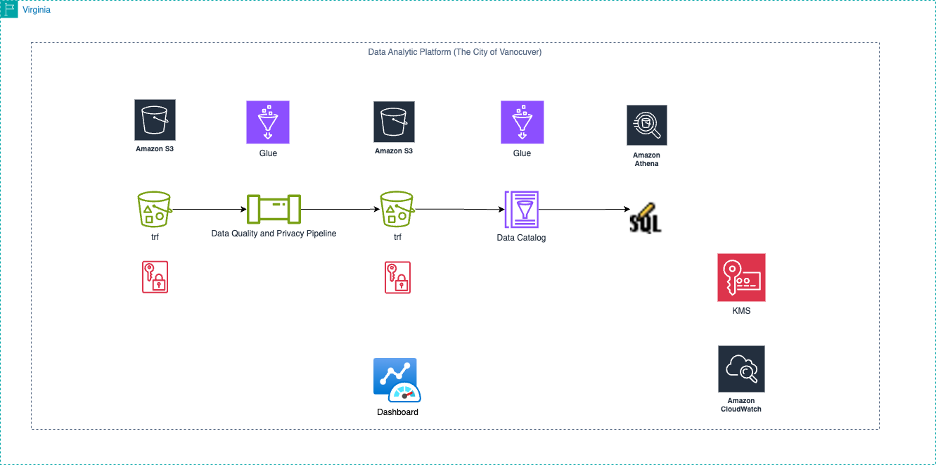 Virginia
Data Analytic Platform (The City of Vanocuver)
Amazon S3
Glue
Amazon S3
Glue
Amazon
Athena
trf
Data Quality and Privacy Pipeline
trf
Data Catalog
SQL
KMS
Dashboard
Amazon
CloudWatch